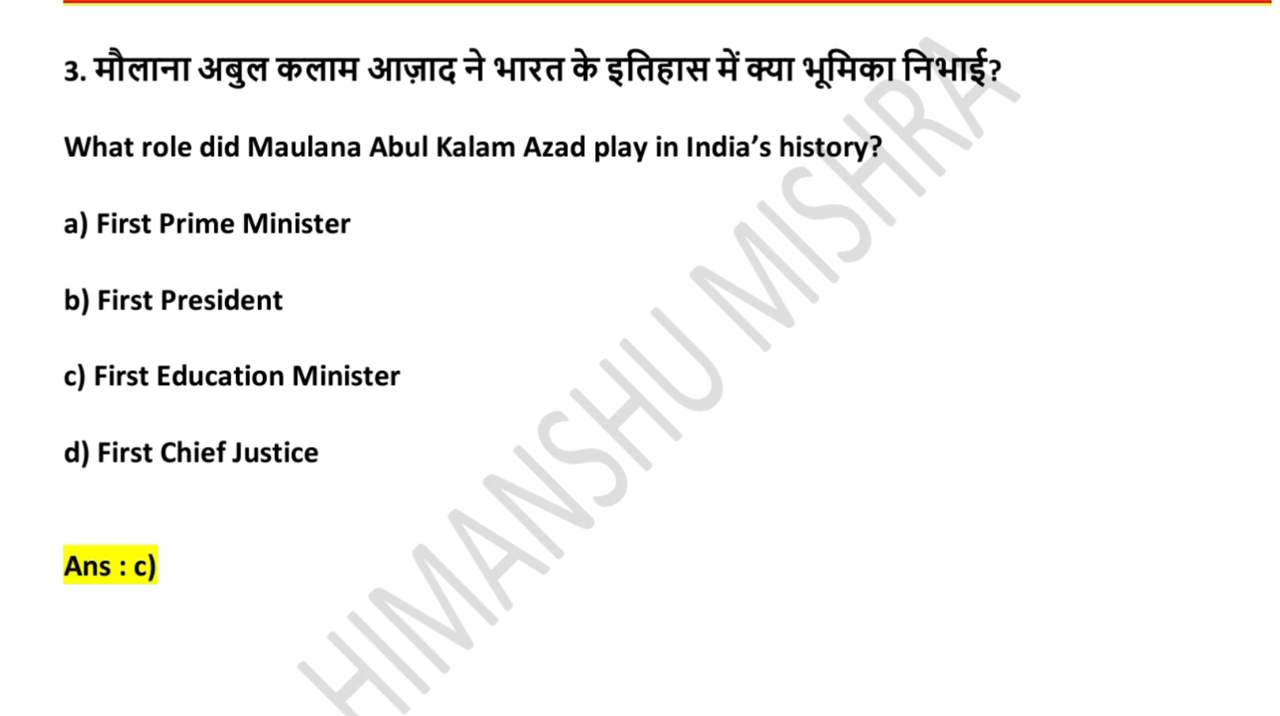 3. मौलाना अबुल कलाम आज़ाद ने भारत के इतिहास में क्या भूमिका निभाई?
What role did Maulana Abul Kalam Azad play in India’s history?
a) First Prime Minister
b) First President
c) First Education Minister
d) First Chief Justice
Ans : c)
HIMANSHU MISHRA